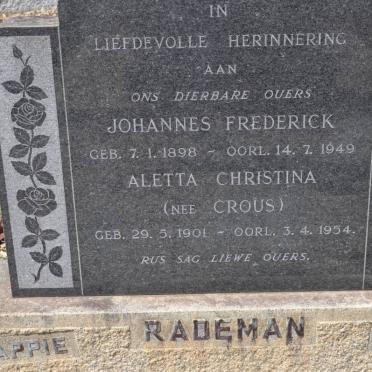 IN
LIEFDEVOLLE HERINNERING
AAN
ONS DIERBARE OUERS
JOHANNES FREDERICK
GEB. 7. 1. 1898 - OORL. 14. 7. 1949
ALETTA CHRISTINA
(NEE CROUS)
GEB. 29. 5. 1901 - OORL. 3. 4. 1954.
RUS SAG LIEWE OUERS.
RADEMAN